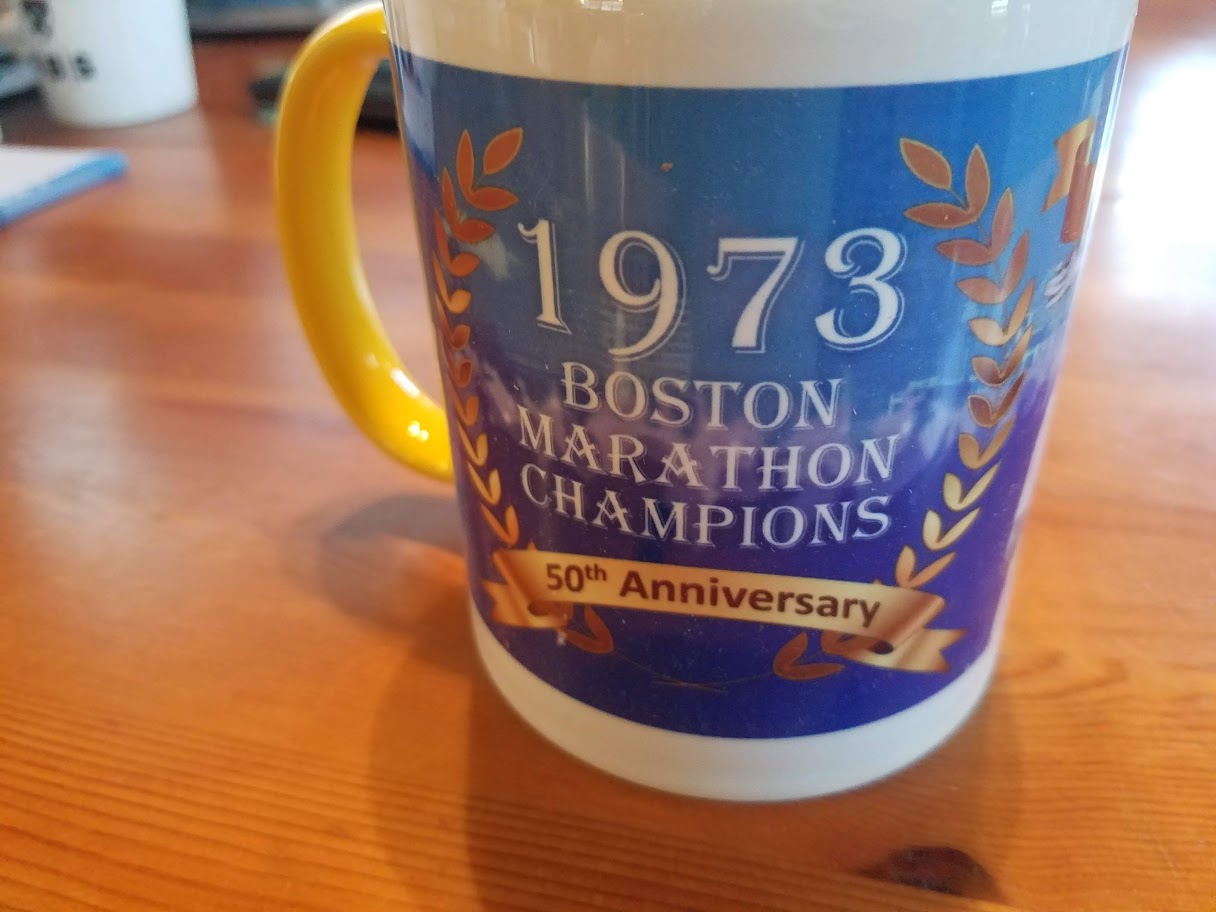 1973
BOSTON
MARATHON
CHAMPIONS
50th Anniversary